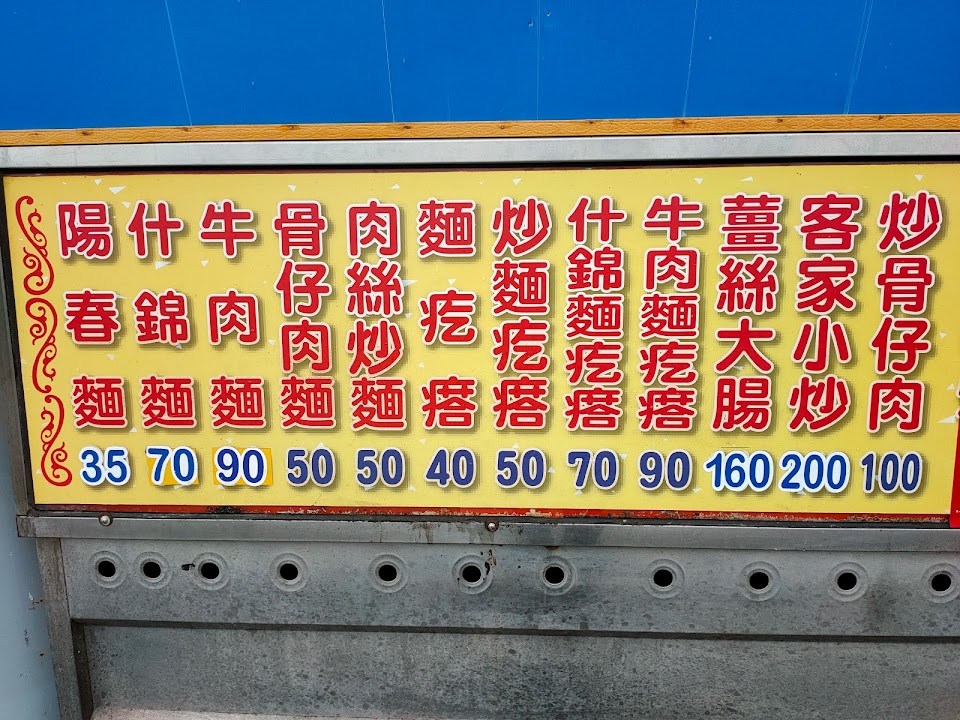 陽春麵 35
什錦麵 70
牛肉麵 90
骨仔肉麵 50
肉絲炒麵 50
麵疙瘩 40
炒麵疙瘩 50
什錦麵疙瘩 70
牛肉麵疙瘩 90
薑絲大腸 160
客家小炒 200
炒骨仔肉 100